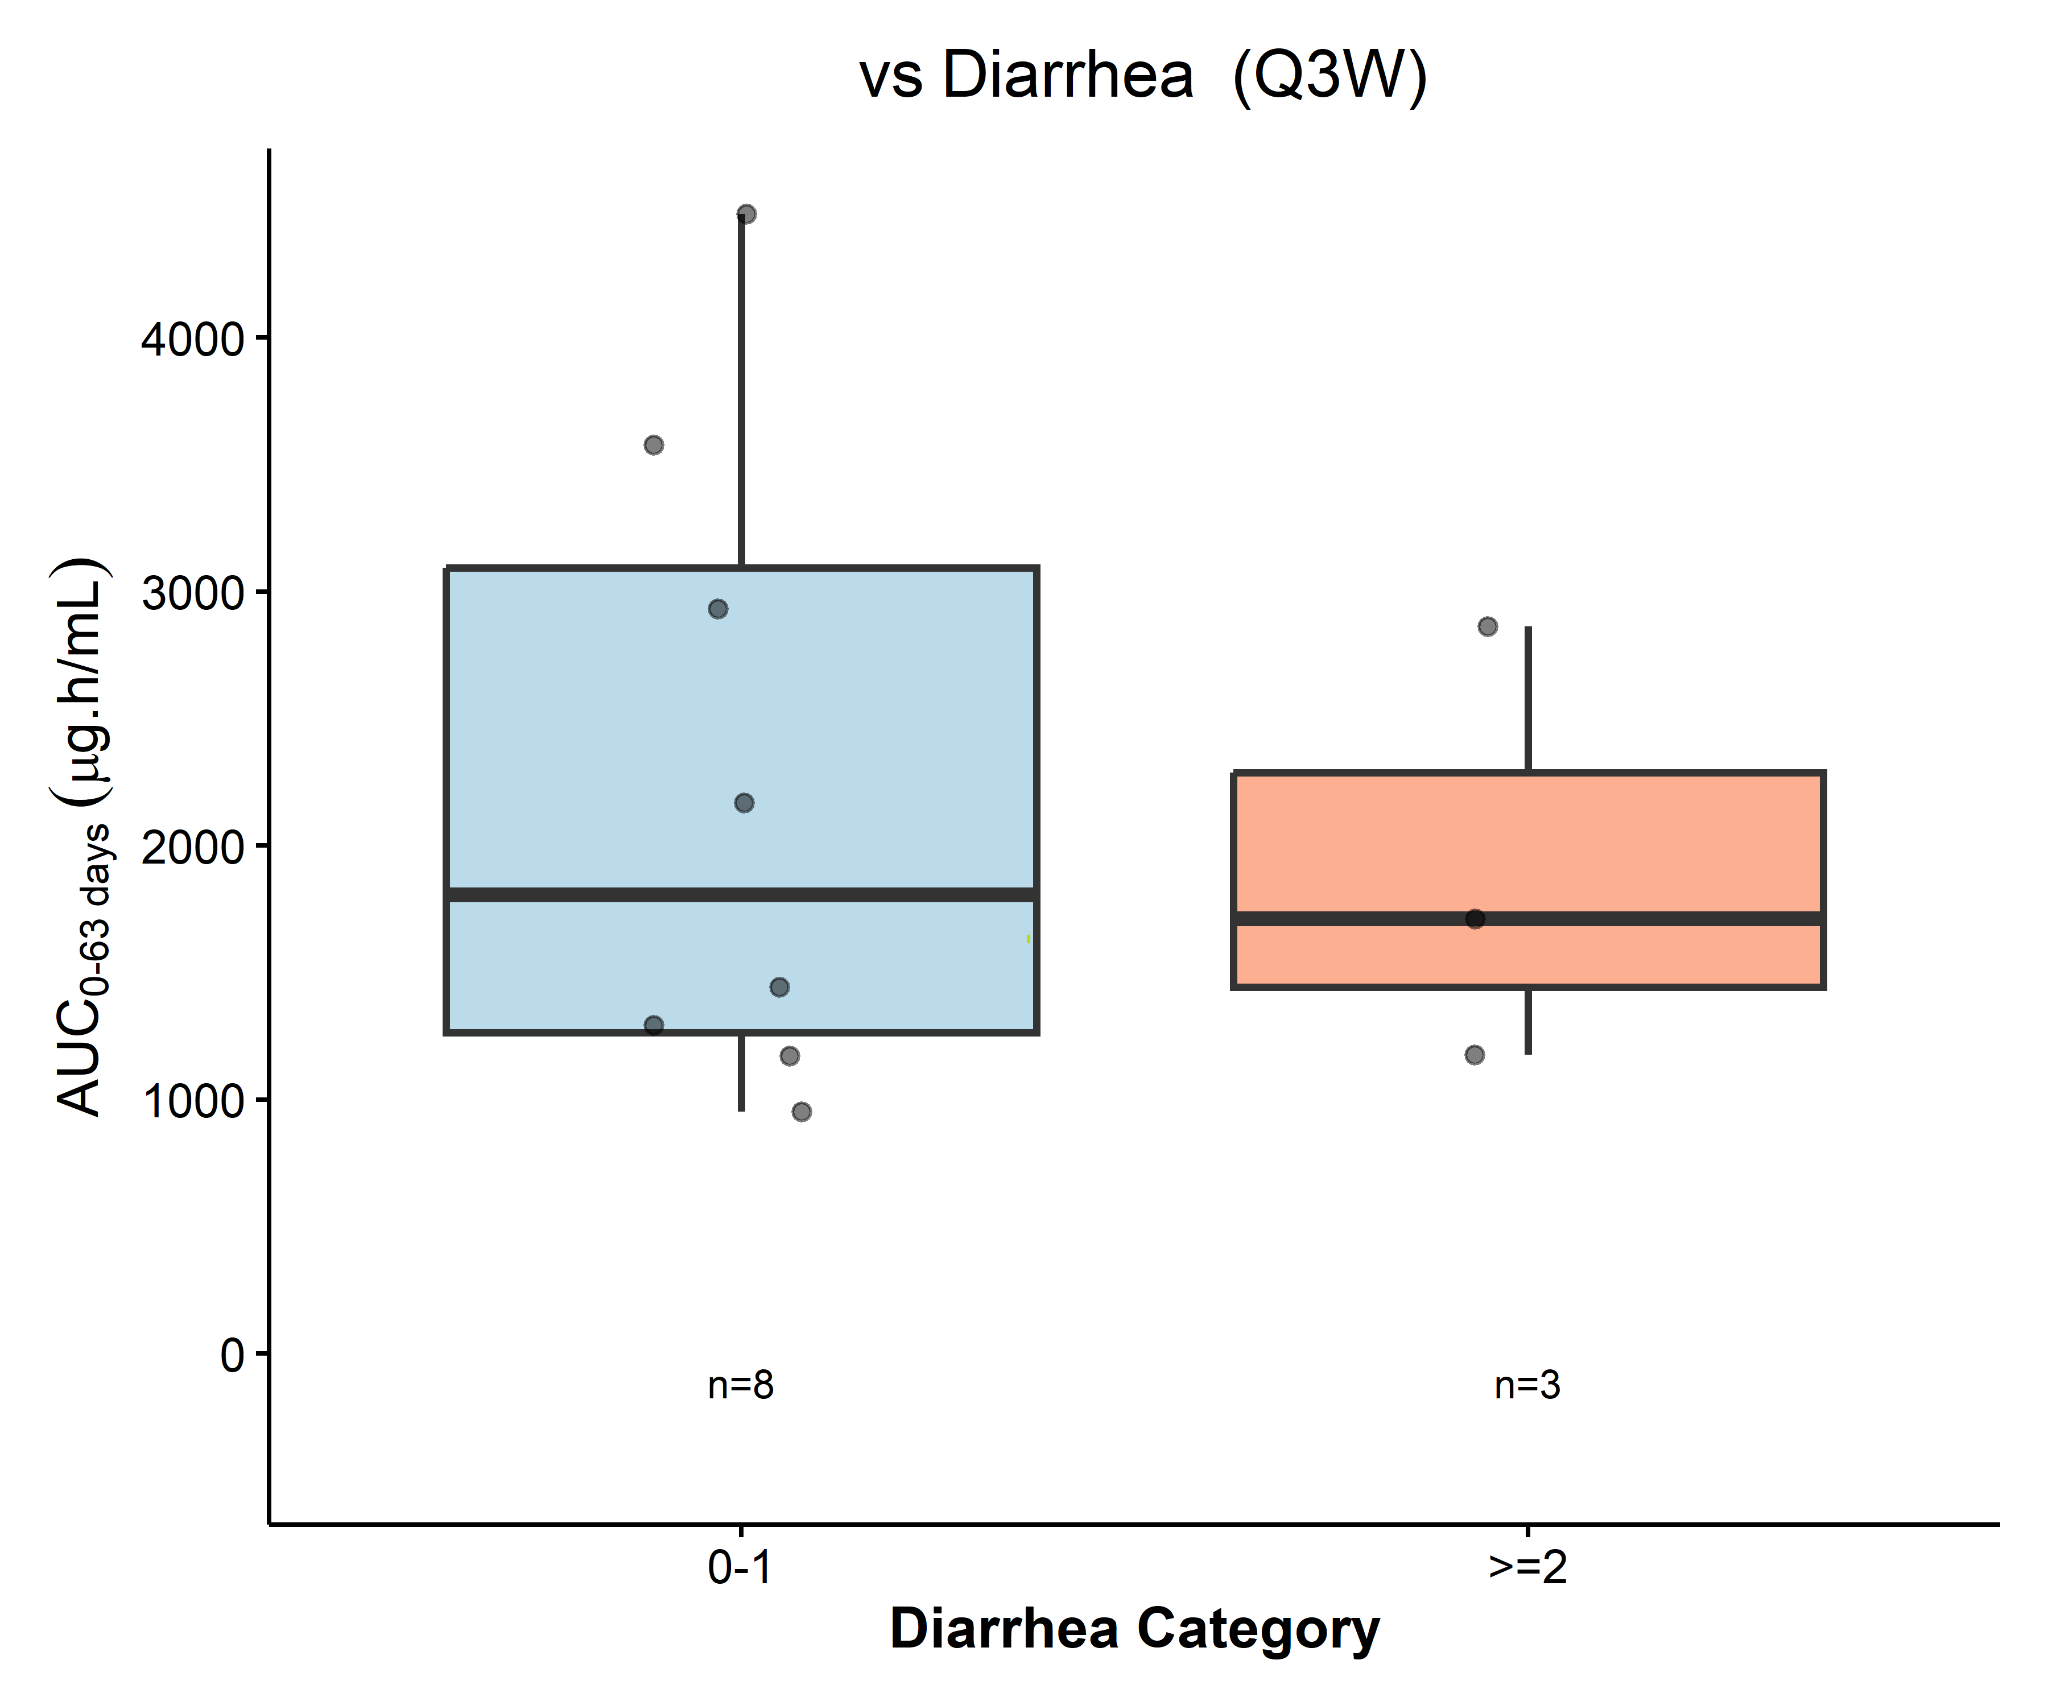 vs Diarrhea  (Q3W)
AUC0-63 days (μg.h/mL)
4000
3000
2000
1000
0
n=8
n=3
0-1
>=2
Diarrhea Category